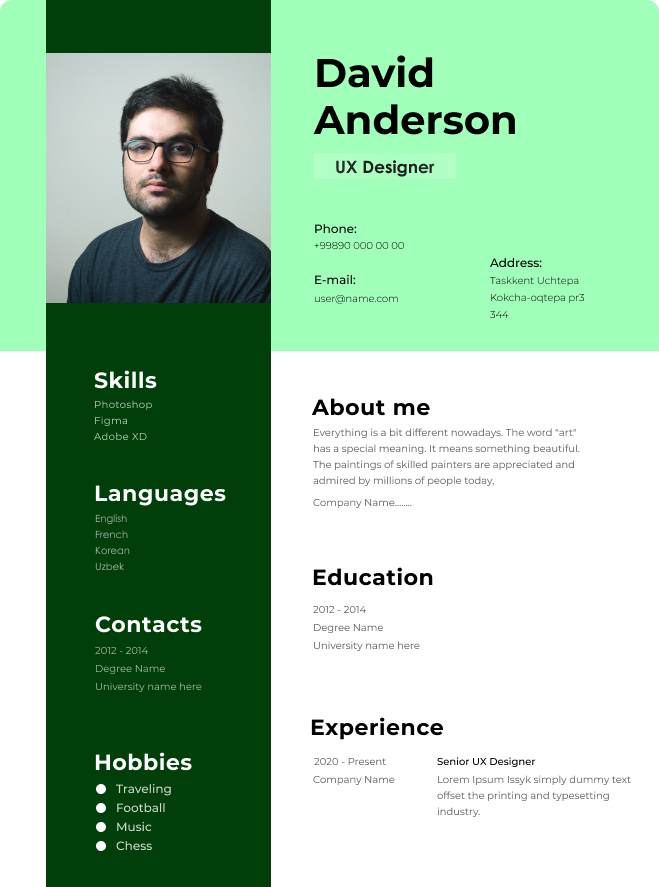 David
Anderson
UX Designer
Phone:
+99890 000 00 00
E-mail:
user@name.com
Address:
Taskkent Uchtepa
Kokcha-oqtepa pr3
344
Skills
Photoshop
Figma
Adobe XD
Languages
English
French
Korean
Uzbek
Contacts
2012 - 2014
Degree Name
University name here
Hobbies
Traveling
Football
Music
Chess
About me
Everything is a bit different nowadays. The word "art"
has a special meaning. It means something beautiful.
The paintings of skilled painters are appreciated and
admired by millions of people today,
Company Name........
Education
2012 - 2014
Degree Name
University name here
Experience
2020 - Present
Company Name
Senior UX Designer
Lorem Ipsum Issyk simply dummy text
offset the printing and typesetting
industry.